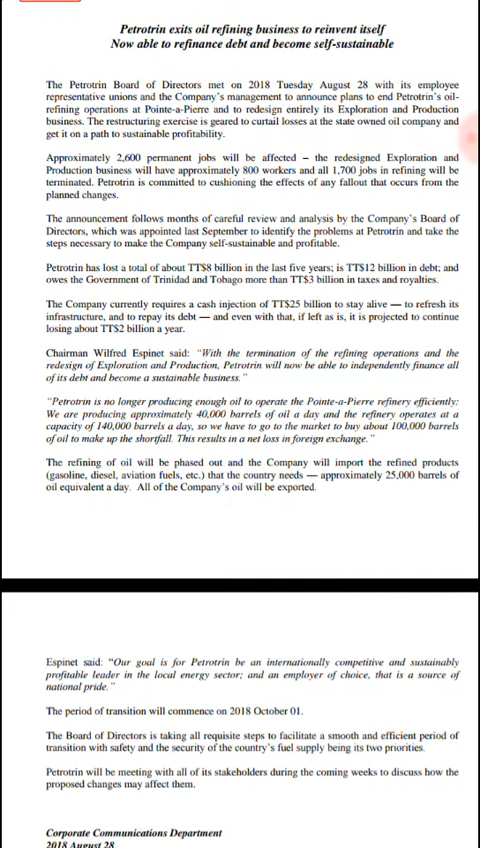 Petrotrin exits oil refining business to reinvent itself
Now able to refinance debt and become self-sustainable
The Petrotrin Board of Directors met on 2018 Tuesday August 28 with its employee
representative unions and the Company's management to announce plans to end Petrotrin's oil-
refining operations at Pointe-a-Pierre and to redesign entirely its Exploration and Production
business. The restructuring exercise is geared to curtail losses at the state owned oil company and
get it on a path to sustainable profitability.
Approximately 2,600 permanent jobs will be affected – the redesigned Exploration and
Production business will have approximately 800 workers and all 1,700 jobs in refining will be
terminated. Petrotrin is committed to cushioning the effects of any fallout that occurs from the
planned changes.
The announcement follows months of careful review and analysis by the Company's Board of
Directors, which was appointed last September to identify the problems at Petrotrin and take the
steps necessary to make the Company self-sustainable and profitable.
Petrotrin has lost a total of about TT$8 billion in the last five years; is TT$12 billion in debt; and
owes the Government of Trinidad and Tobago more than TT$3 billion in taxes and royalties.
The Company currently requires a cash injection of TT$25 billion to stay alive — to refresh its
infrastructure, and to repay its debt — and even with that, if left as is, it is projected to continue
losing about TT$2 billion a year.
Chairman Wilfred Espinet said: "With the termination of the refining operations and the
redesign of Exploration and Production, Petrotrin will now be able to independently finance all
of its debt and become a sustainable business."
"Petrotrin is no longer producing enough oil to operate the Pointe-a-Pierre refinery efficiently:
We are producing approximately 40,000 barrels of oil a day and the refinery operates at a
capacity of 140,000 barrels a day, so we have to go to the market to buy about 100,000 barrels
of oil to make up the shortfall. This results in a net loss in foreign exchange."
The refining of oil will be phased out and the Company will import the refined products
(gasoline, diesel, aviation fuels, etc.) that the country needs — approximately 25,000 barrels of
oil equivalent a day. All of the Company's oil will be exported.
Espinet said: "Our goal is for Petrotrin be an internationally competitive and sustainably
profitable leader in the local energy sector; and an employer of choice, that is a source of
national pride."
The period of transition will commence on 2018 October 01.
The Board of Directors is taking all requisite steps to facilitate a smooth and efficient period of
transition with safety and the security of the country's fuel supply being its two priorities.
Petrotrin will be meeting with all of its stakeholders during the coming weeks to discuss how the
proposed changes may affect them.
Corporate Communications Department
2018 August 28